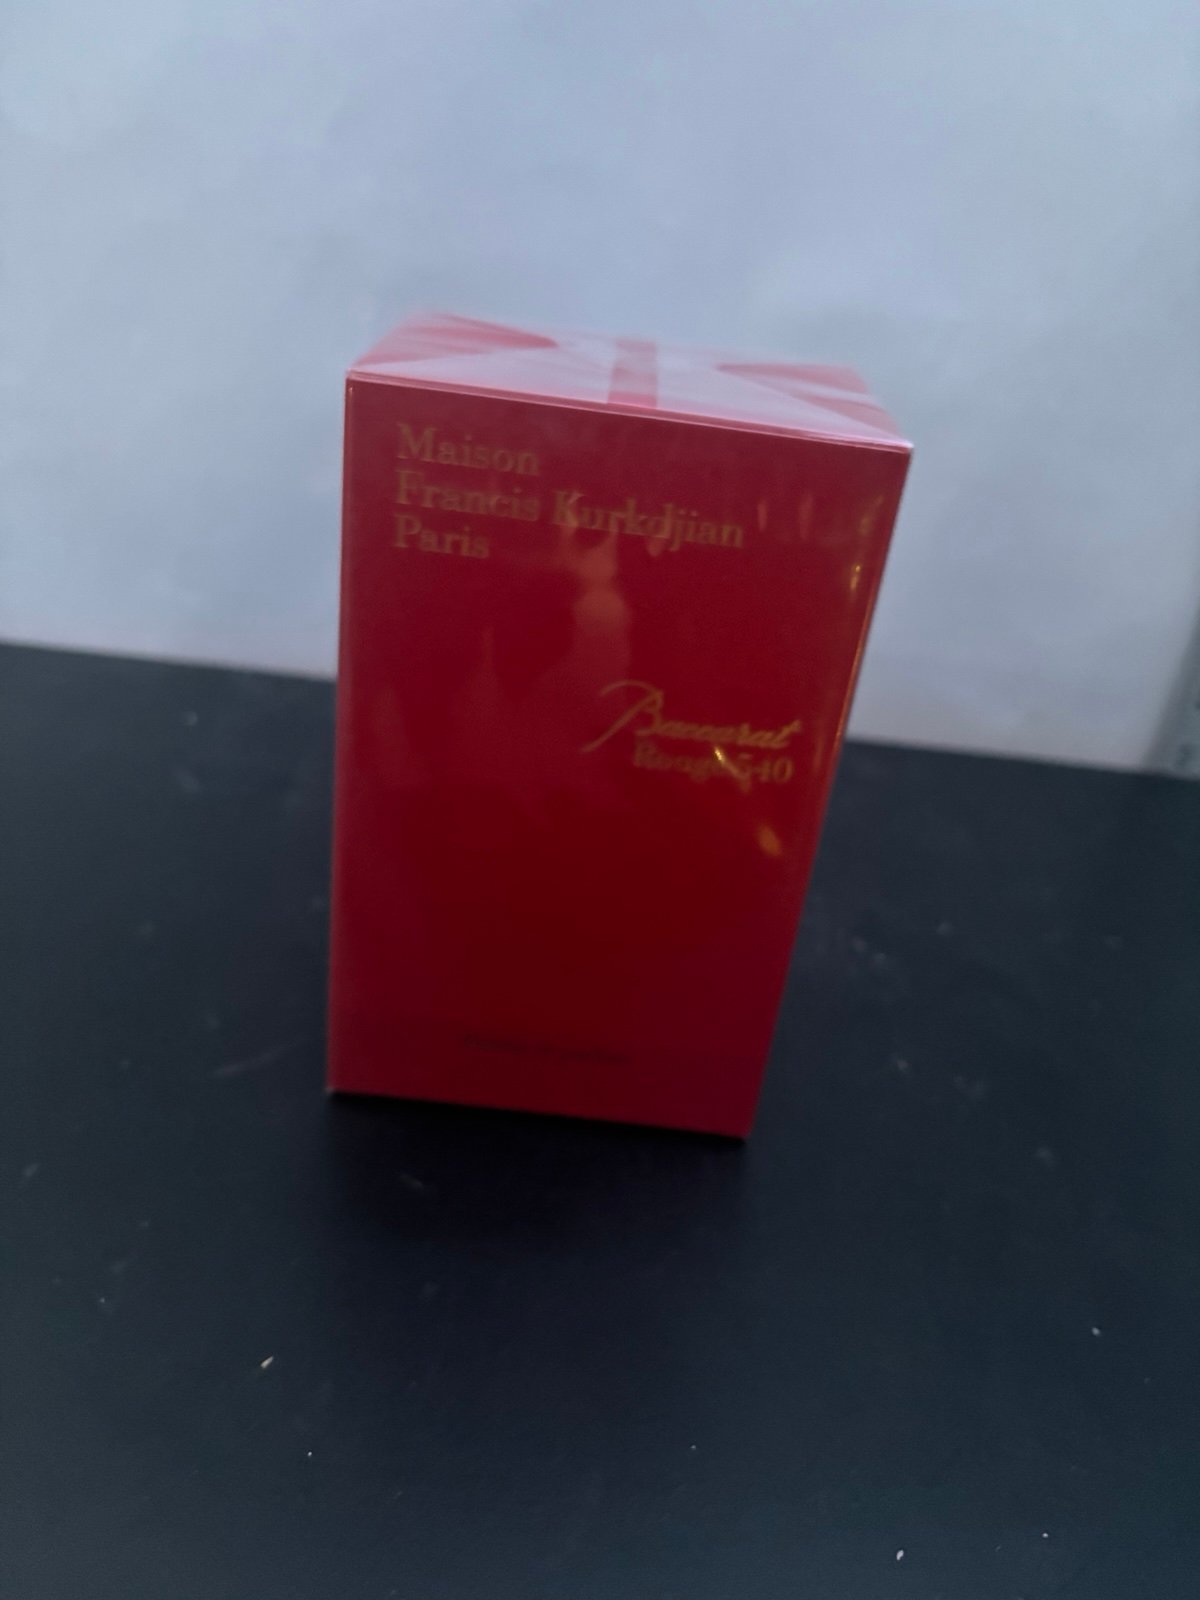 Maison
Francis Kurkdjian
Paris
Baccarat
Rouge 540